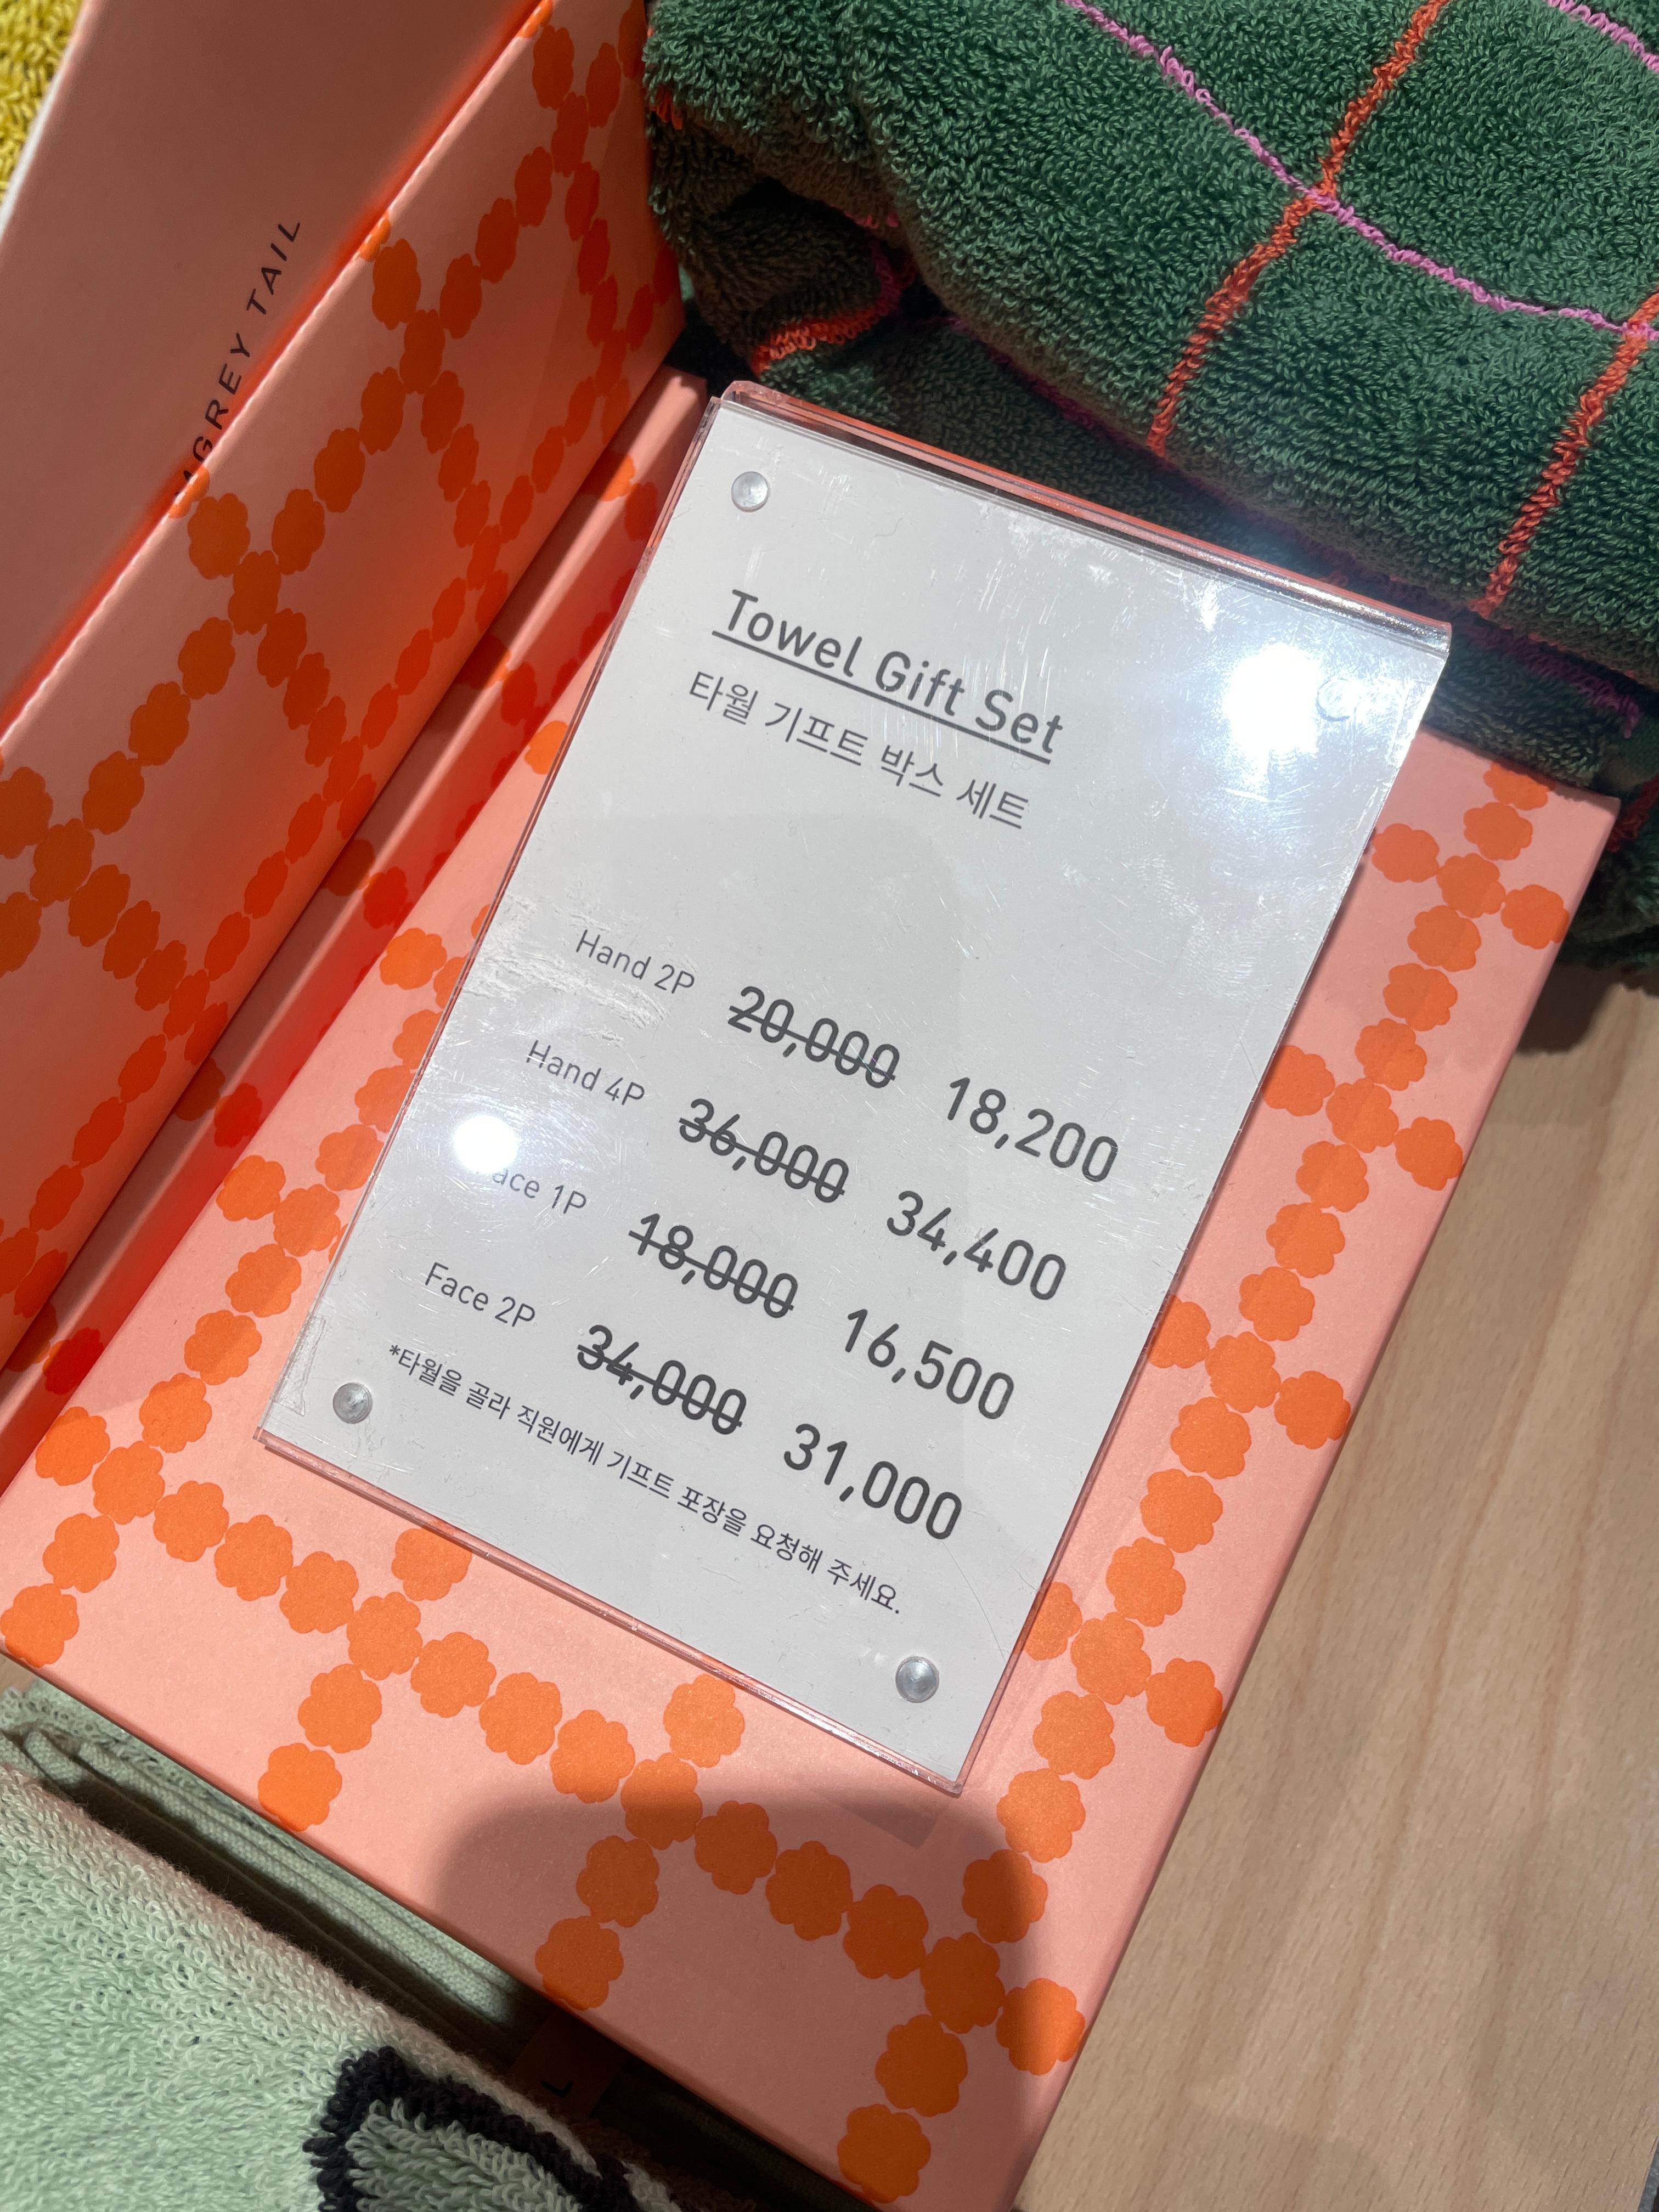 GREY TAIL
Towel Gift Set
타월 기프트 박스 세트
Hand 2P 20,000 18,200
Hand 4P 36,000 34,400
Face 1P 18,000 16,500
Face 2P 34,000 31,000
*타월을 골라 직원에게 기프트 포장을 요청해 주세요.